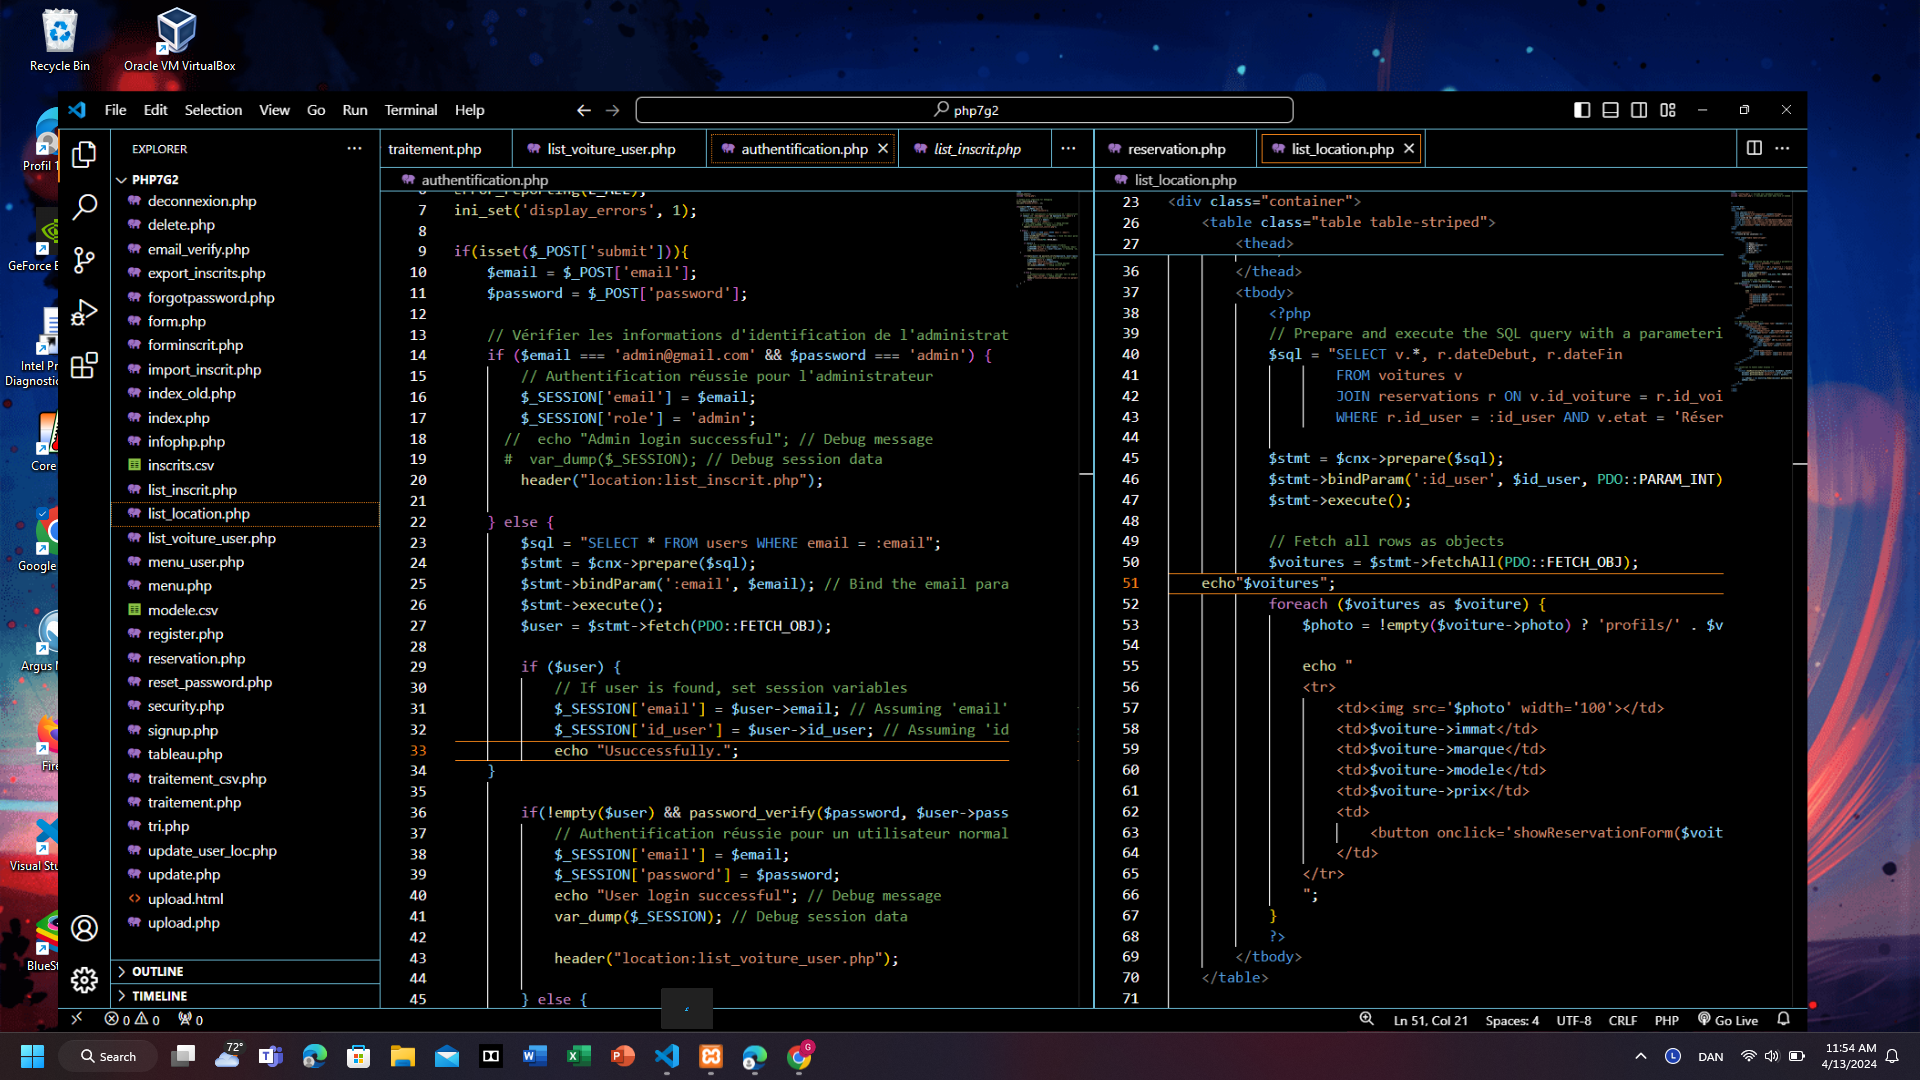 Recycle Bin
Oracle VM VirtualBox
File Edit Selection View Go Run Terminal Help
php7g2
EXPLORER
traitement.php
list_voiture_user.php
authentification.php
list_inscrit.php
reservation.php
list_location.php
authentification.php
list_location.php
PHP7G2
deconnexion.php
delete.php
email_verify.php
export_inscrits.php
forgotpassword.php
form.php
forminscrit.php
import_inscrit.php
index_old.php
index.php
infophp.php
inscrits.csv
list_inscrit.php
list_location.php
list_voiture_user.php
menu_user.php
menu.php
modele.csv
register.php
reservation.php
reset_password.php
security.php
signup.php
tableau.php
traitement_csv.php
traitement.php
tri.php
update_user_loc.php
update.php
upload.html
upload.php
OUTLINE
TIMELINE
Profil 1
GeForce E
Intel Pr
Diagnostic
Core
Google
Argus M
Fire
Visual Stu
BlueSt
7 ini_set('display_errors', 1);
8
9 if(isset($_POST['submit'])){
10 $email = $_POST['email'];
11 $password = $_POST['password'];
12
13 // Vérifier les informations d'identification de l'administrat
14 if ($email === 'admin@gmail.com' && $password === 'admin') {
15 // Authentification réussie pour l'administrateur
16 $_SESSION['email'] = $email;
17 $_SESSION['role'] = 'admin';
18 // echo "Admin login successful"; // Debug message
19 # var_dump($_SESSION); // Debug session data
20 header("location:list_inscrit.php");
21
22 } else {
23 $sql = "SELECT * FROM users WHERE email = :email";
24 $stmt = $cnx->prepare($sql);
25 $stmt->bindParam(':email', $email); // Bind the email para
26 $stmt->execute();
27 $user = $stmt->fetch(PDO::FETCH_OBJ);
28
29 if ($user) {
30 // If user is found, set session variables
31 $_SESSION['email'] = $user->email; // Assuming 'email'
32 $_SESSION['id_user'] = $user->id_user; // Assuming 'id
33 echo "Usuccessfully.";
34 }
35
36 if(!empty($user) && password_verify($password, $user->pass
37 // Authentification réussie pour un utilisateur normal
38 $_SESSION['email'] = $email;
39 $_SESSION['password'] = $password;
40 echo "User login successful"; // Debug message
41 var_dump($_SESSION); // Debug session data
42
43 header("location:list_voiture_user.php");
44
45 } else {
23 <div class="container">
26 <table class="table table-striped">
27 <thead>
36 </thead>
37 <tbody>
38 <?php
39 // Prepare and execute the SQL query with a parameteri
40 $sql = "SELECT v.*, r.dateDebut, r.dateFin
41 FROM voitures v
42 JOIN reservations r ON v.id_voiture = r.id_voi
43 WHERE r.id_user = :id_user AND v.etat = 'Réser
44
45 $stmt = $cnx->prepare($sql);
46 $stmt->bindParam(':id_user', $id_user, PDO::PARAM_INT)
47 $stmt->execute();
48
49 // Fetch all rows as objects
50 $voitures = $stmt->fetchAll(PDO::FETCH_OBJ);
51 echo"$voitures";
52 foreach ($voitures as $voiture) {
53 $photo = !empty($voiture->photo) ? 'profils/' . $v
54
55 echo "
56 <tr>
57 <td><img src='$photo' width='100'></td>
58 <td>$voiture->immat</td>
59 <td>$voiture->marque</td>
60 <td>$voiture->modele</td>
61 <td>$voiture->prix</td>
62 <td>
63 <button onclick='showReservationForm($voit
64 </td>
65 </tr>
66 ";
67 }
68 ?>
69 </tbody>
70 </table>
71
0 0 0
Ln 51, Col 21 Spaces: 4 UTF-8 CRLF PHP Go Live
Search
72°
DAN
11:54 AM
4/13/2024